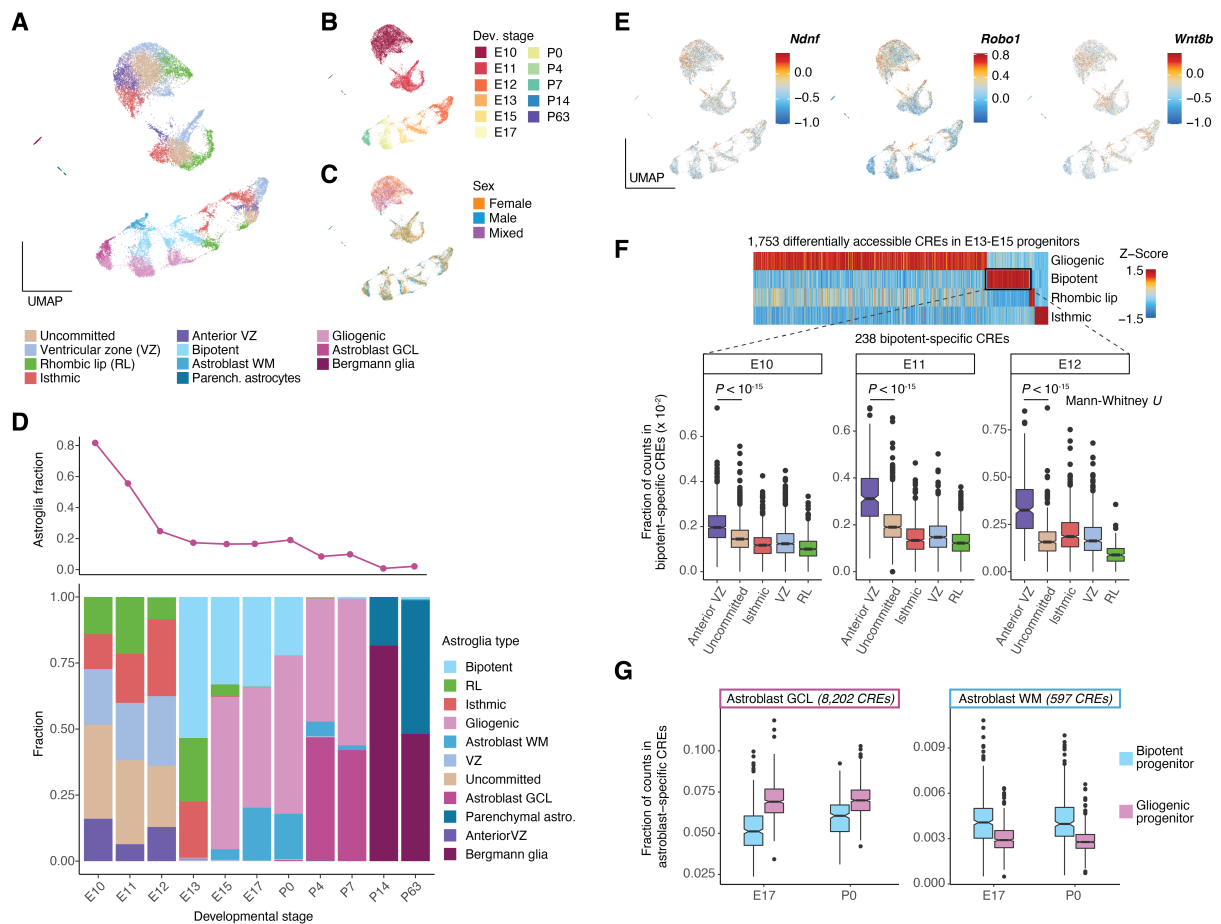 A
UMAP
Uncommitted
Ventricular zone (VZ)
Rhombic lip (RL)
Isthmic
Anterior VZ
Bipotent
Astroblast WM
Parench. astrocytes
Gliogenic
Astroblast GCL
Bergmann glia
B
Dev. stage
E10
E11
E12
E13
E15
E17
P0
P4
P7
P14
P63
C
Sex
Female
Male
Mixed
D
Astroglia fraction
0.8
0.6
0.4
0.2
0.0
Fraction
1.00
0.75
0.50
0.25
0.00
E10
E11
E12
E13
E15
E17
P0
P4
P7
P14
P63
Developmental stage
Astroglia type
Bipotent
RL
Isthmic
Gliogenic
Astroblast WM
VZ
Uncommitted
Astroblast GCL
Parenchymal astro.
AnteriorVZ
Bergmann glia
E
UMAP
Ndnf
0.0
−0.5
−1.0
Robo1
0.8
0.4
0.0
Wnt8b
0.0
−0.5
−1.0
F
1,753 differentially accessible CREs in E13-E15 progenitors
Gliogenic
Bipotent
Rhombic lip
Isthmic
Z−Score
1.5
−1.5
238 bipotent-specific CREs
Fraction of counts in
bipotent−specific CREs (x 10-2)
E10
P < 10-15
0.6
0.4
0.2
0.0
Anterior VZ
Uncommitted
Isthmic
VZ
RL
E11
P < 10-15
0.6
0.4
0.2
0.0
Anterior VZ
Uncommitted
Isthmic
VZ
RL
E12
P < 10-15
Mann-Whitney U
0.75
0.50
0.25
0.00
Anterior VZ
Uncommitted
Isthmic
VZ
RL
G
Fraction of counts in
astroblast−specific CREs
Astroblast GCL (8,202 CREs)
0.100
0.075
0.050
0.025
E17
P0
Astroblast WM (597 CREs)
0.009
0.006
0.003
0.000
E17
P0
Bipotent
progenitor
Gliogenic
progenitor